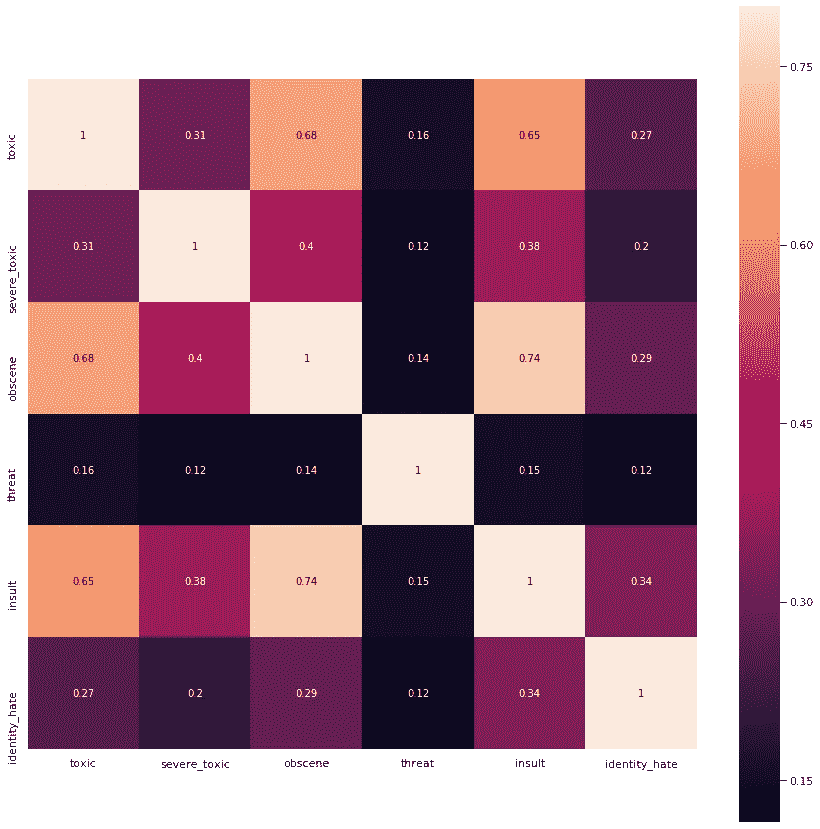 toxic 1 0.31 0.68 0.16 0.65 0.27
severe_toxic 0.31 1 0.4 0.12 0.38 0.2
obscene 0.68 0.4 1 0.14 0.74 0.29
threat 0.16 0.12 0.14 1 0.15 0.12
insult 0.65 0.38 0.74 0.15 1 0.34
identity_hate 0.27 0.2 0.29 0.12 0.34 1
toxic severe_toxic obscene threat insult identity_hate
0.75
0.60
0.45
0.30
0.15